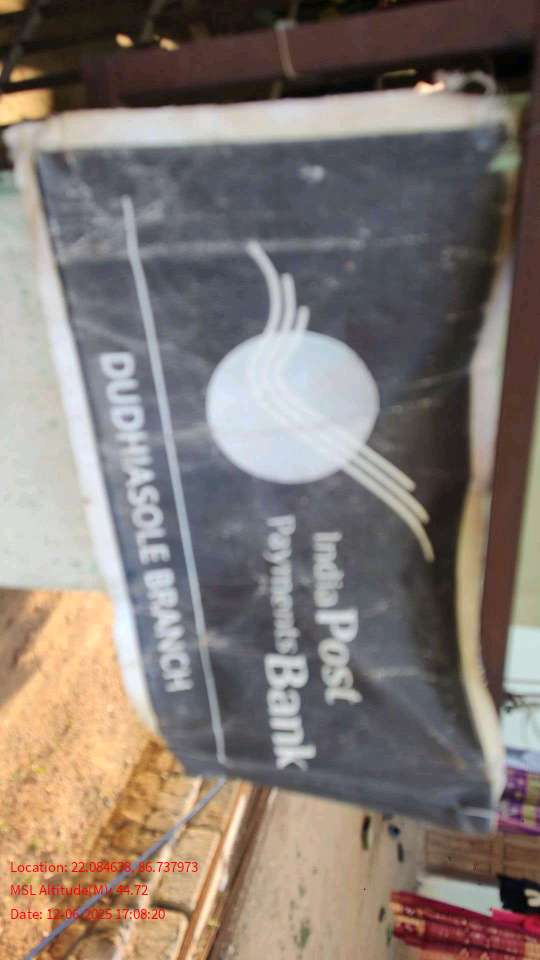 India Post
Payments Bank
DUDHIASOLE BRANCH
Location: 22.084638, 86.737973
MSL Altitude(M): 44.72
Date: 12-06-2025 17:08:20